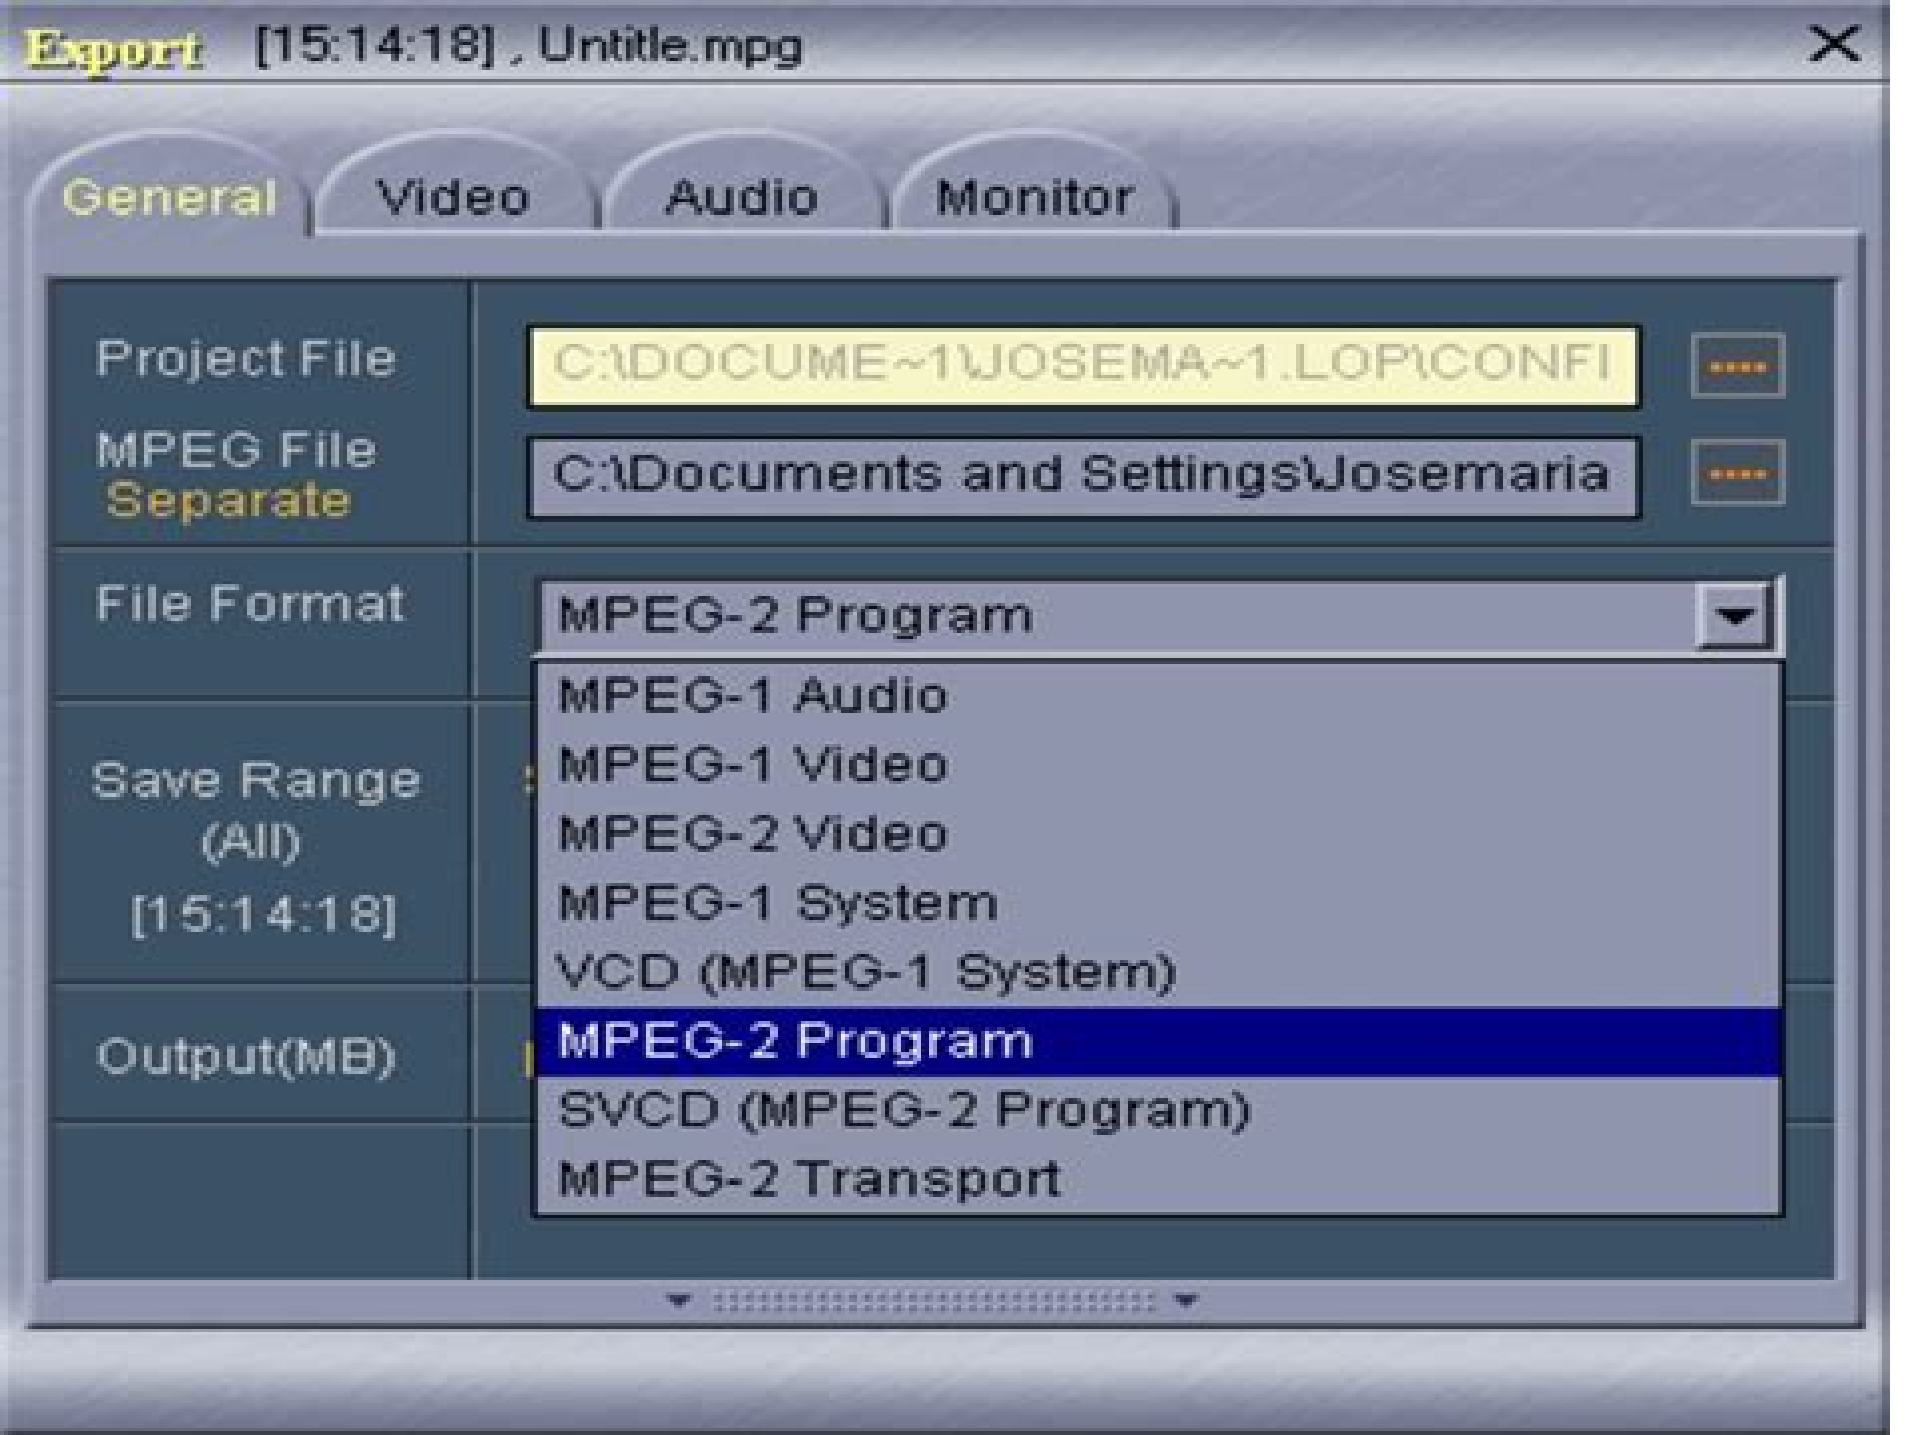 Export [15:14:18] , Untitle.mpg
General Video Audio Monitor
Project File C:\DOCUME~1\JOSEMA~1.LOP\CONFI
MPEG File C:\Documents and Settings\Josemaria
Separate
File Format MPEG-2 Program
MPEG-1 Audio
MPEG-1 Video
MPEG-2 Video
MPEG-1 System
VCD (MPEG-1 System)
MPEG-2 Program
SVCD (MPEG-2 Program)
MPEG-2 Transport
Save Range
(All)
[15:14:18]
Output(MB)